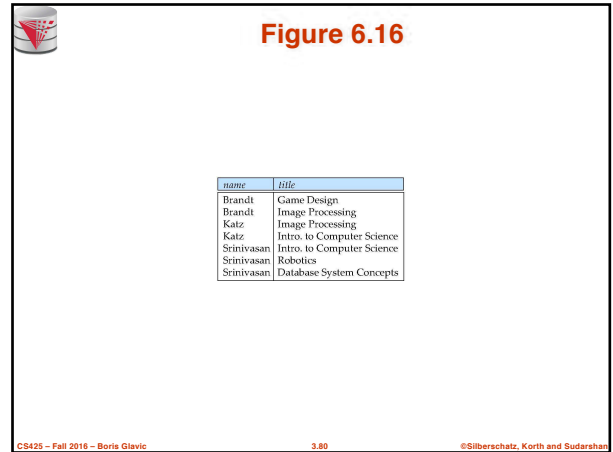 Figure 6.16
name title
Brandt Game Design
Brandt Image Processing
Katz Image Processing
Katz Intro. to Computer Science
Srinivasan Intro. to Computer Science
Srinivasan Robotics
Srinivasan Database System Concepts
CS425 – Fall 2016 – Boris Glavic 3.80 ©Silberschatz, Korth and Sudarshan